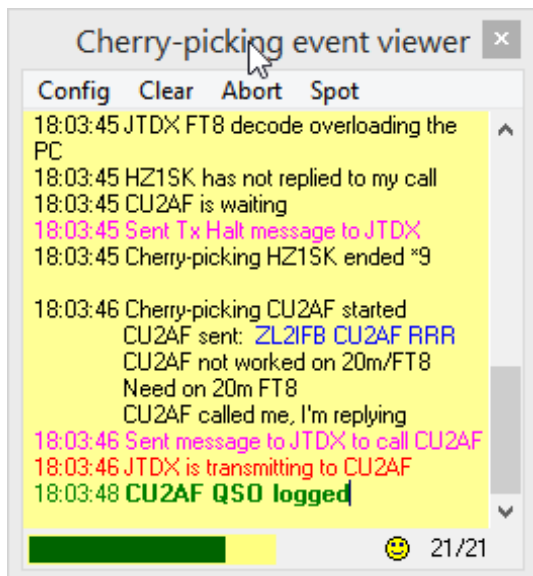 Cherry-picking event viewer ×
Config Clear Abort Spot
18:03:45 JTDX FT8 decode overloading the
PC
18:03:45 HZ1SK has not replied to my call
18:03:45 CU2AF is waiting
18:03:45 Sent Tx Halt message to JTDX
18:03:45 Cherry-picking HZ1SK ended *9
18:03:46 Cherry-picking CU2AF started
CU2AF sent: ZL2IFB CU2AF RRR
CU2AF not worked on 20m/FT8
Need on 20m FT8
CU2AF called me, I'm replying
18:03:46 Sent message to JTDX to call CU2AF
18:03:46 JTDX is transmitting to CU2AF
18:03:48 CU2AF QSO logged
21/21